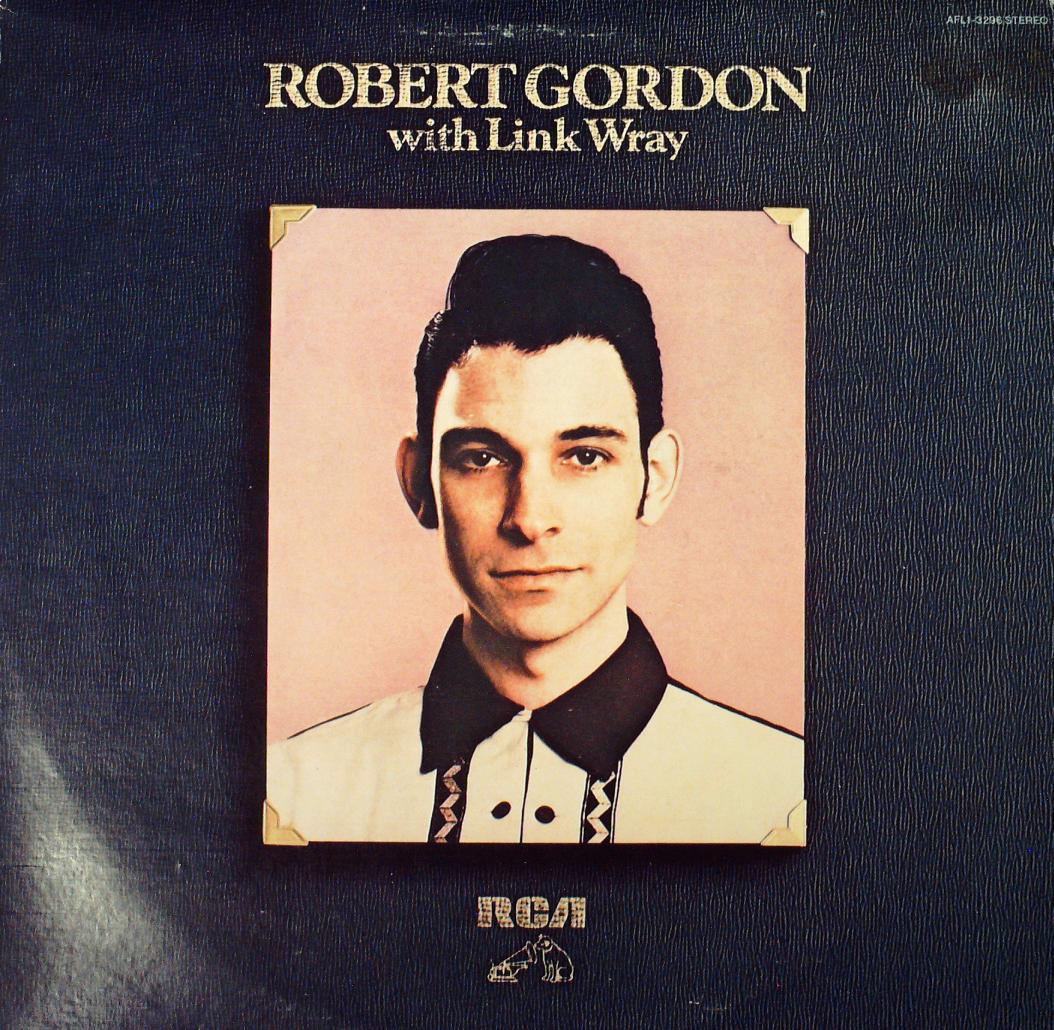 AFL1-3296 STEREO
ROBERT GORDON
with Link Wray
RCA